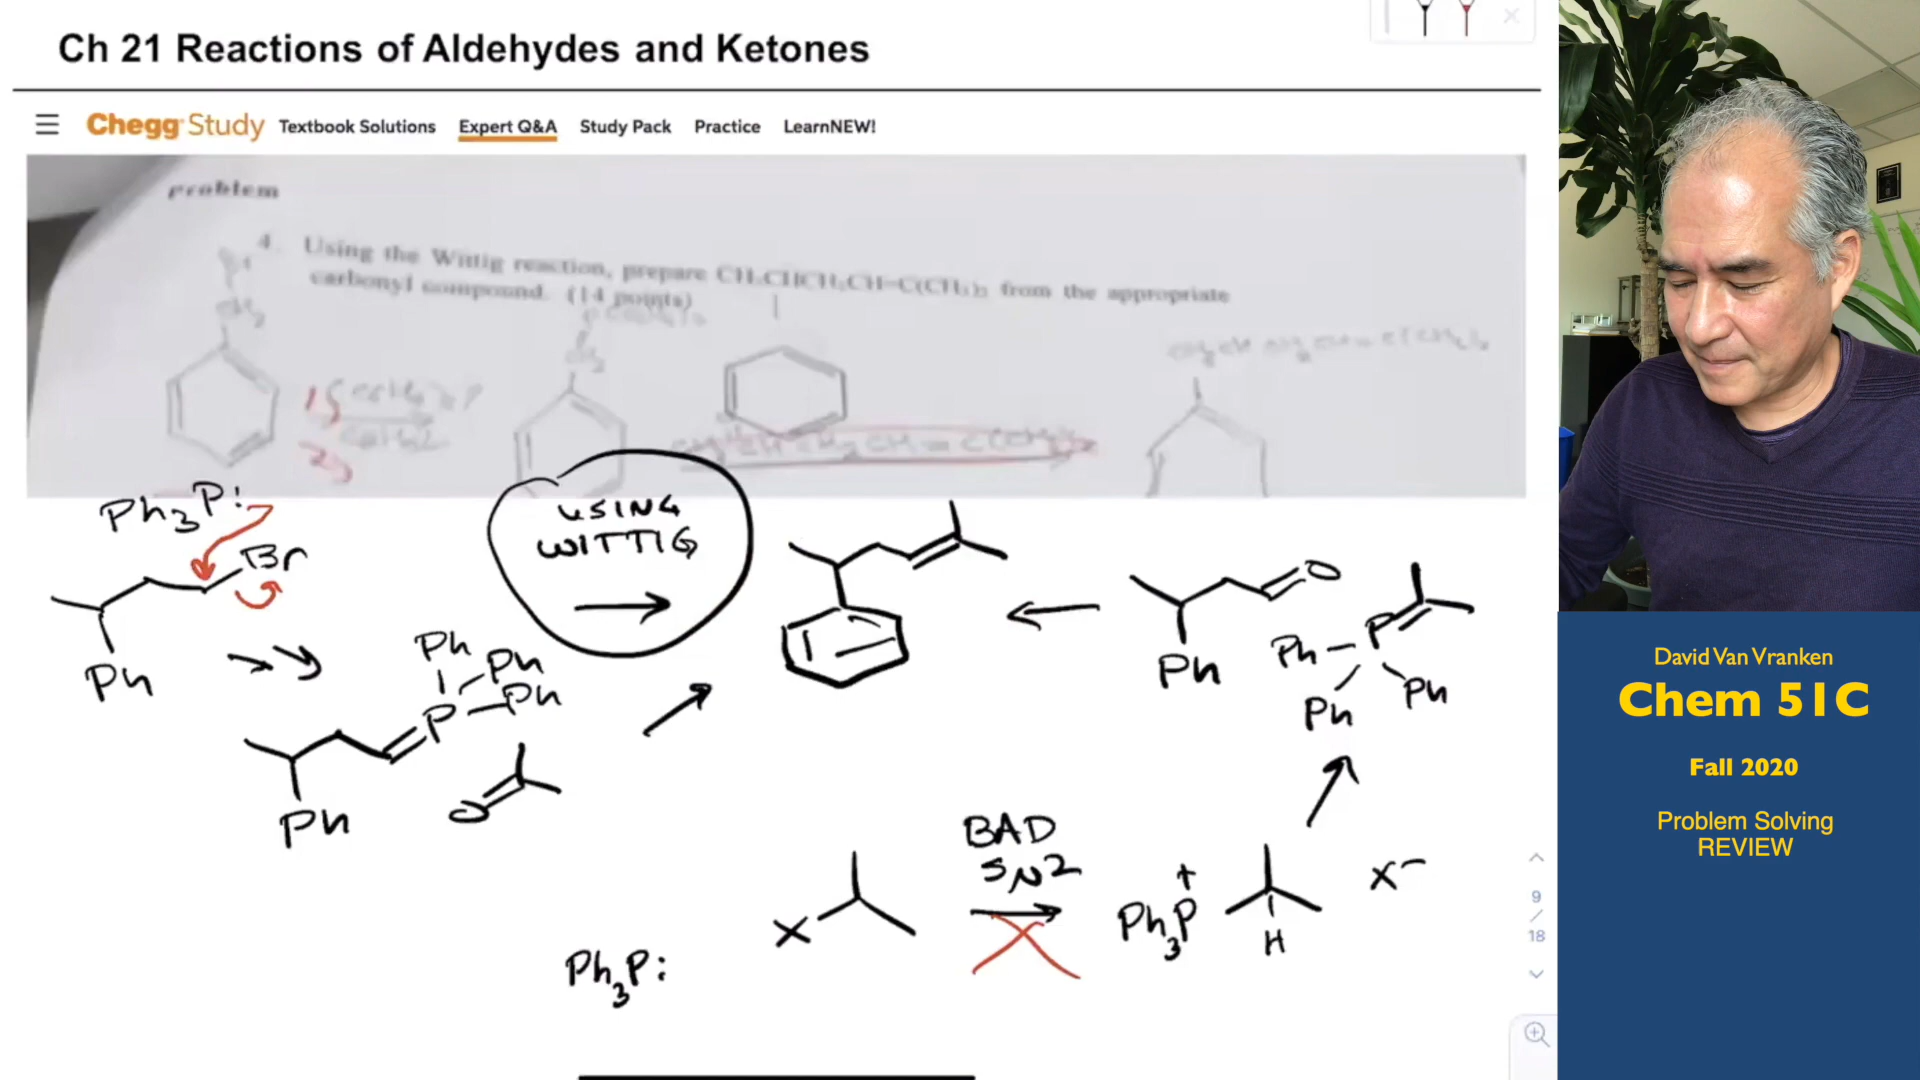 Ch 21 Reactions of Aldehydes and Ketones
Chegg Study Textbook Solutions Expert Q&A Study Pack Practice LearnNEW!
problem
4. Using the Wittig reaction, prepare CH₃CHCH₂CH=C(CH₃)₂ from the appropriate
carbonyl compound. (14 points)
Ph₃P:
Br
Ph
USING
WITTIG
Ph
Ph
Ph
P
O
Ph
O
Ph
Ph
P
Ph
Ph
BAD
SN2
X
Ph₃P:
+
Ph₃P
H
X–
David Van Vranken
Chem 51C
Fall 2020
Problem Solving
REVIEW
9
/
18